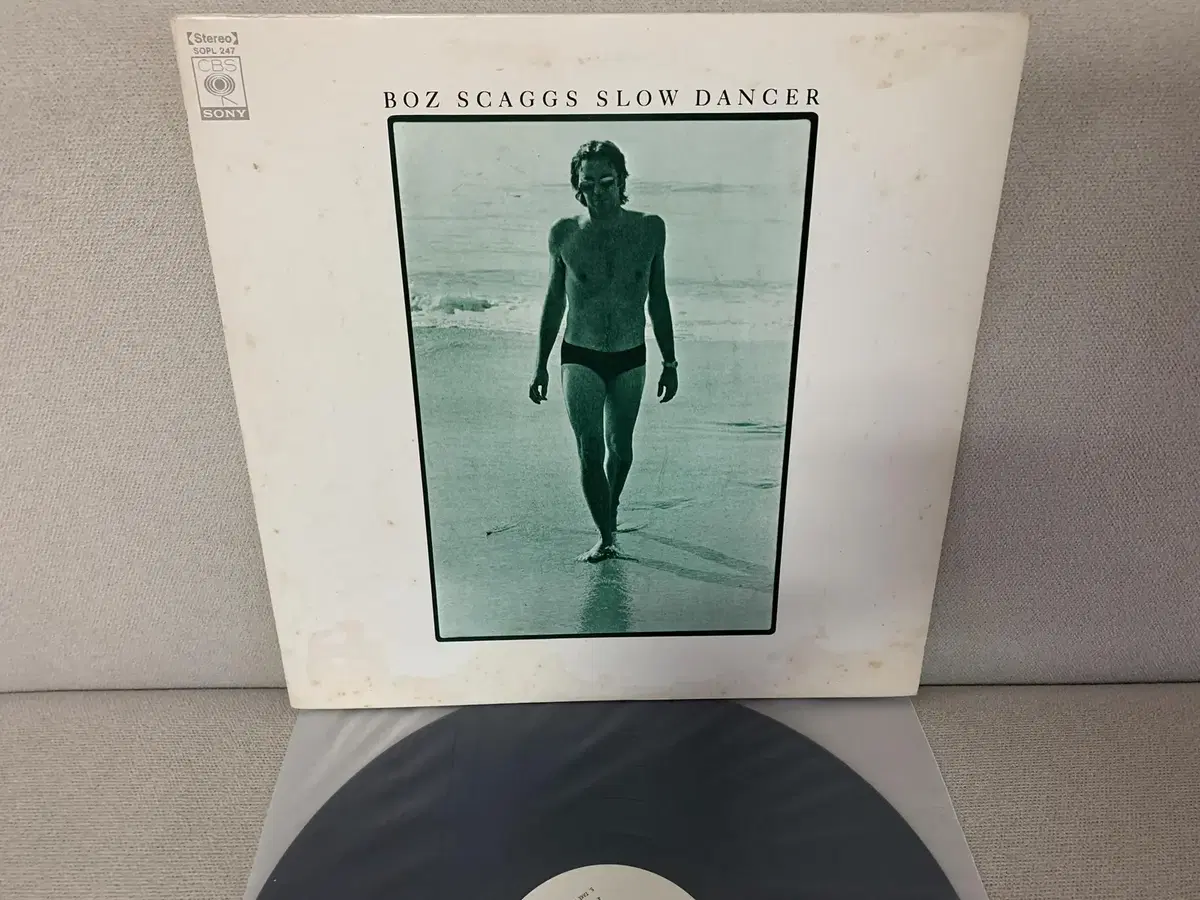 【Stereo】
SOPL 247
CBS
SONY
BOZ SCAGGS SLOW DANCER